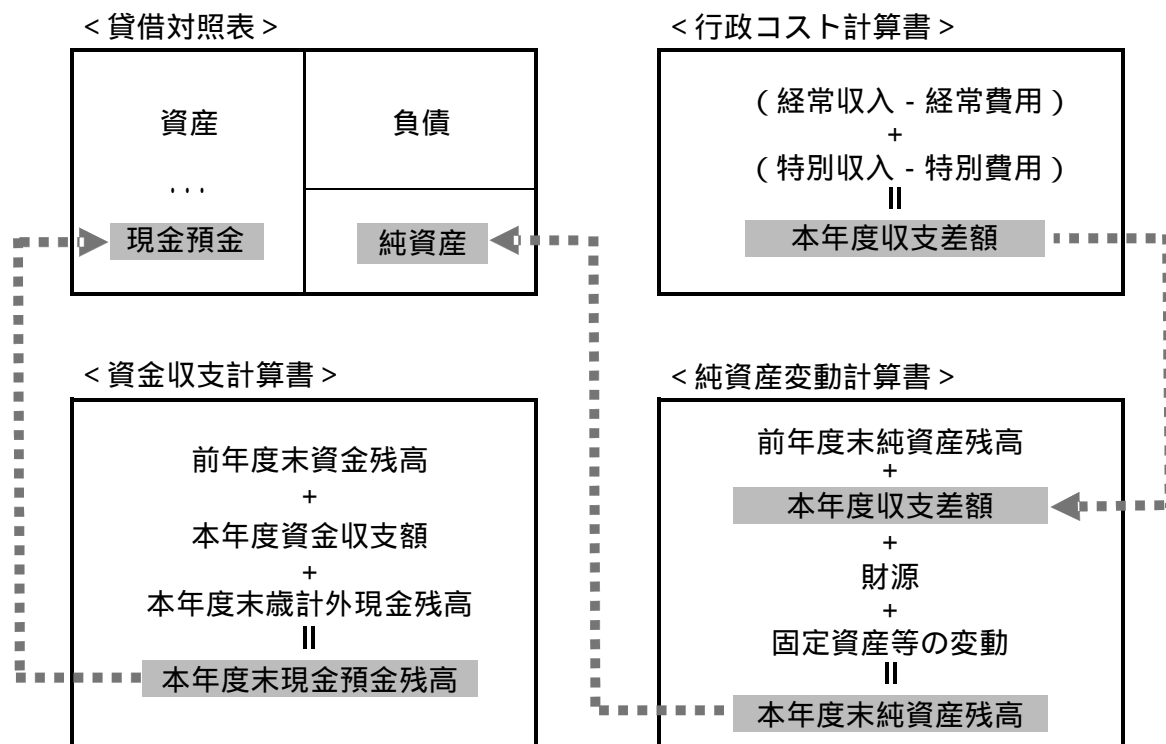 ＜貸借対照表＞
資産
...
現金預金
負債
純資産
＜行政コスト計算書＞
（経常収入 - 経常費用）
+
（特別収入 - 特別費用）
||
本年度収支差額
＜資金収支計算書＞
前年度末資金残高
+
本年度資金収支額
+
本年度末歳計外現金残高
||
本年度末現金預金残高
＜純資産変動計算書＞
前年度末純資産残高
+
本年度収支差額
+
財源
+
固定資産等の変動
||
本年度末純資産残高